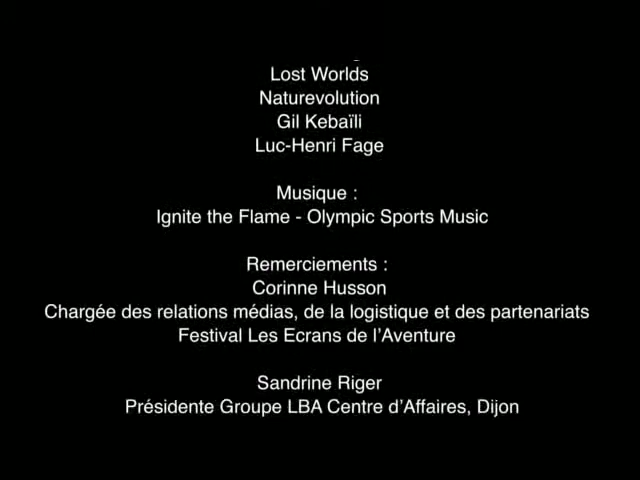 Lost Worlds
Naturevolution
Gil Kebaïli
Luc-Henri Fage
Musique :
Ignite the Flame - Olympic Sports Music
Remerciements :
Corinne Husson
Chargée des relations médias, de la logistique et des partenariats
Festival Les Ecrans de l'Aventure
Sandrine Riger
Présidente Groupe LBA Centre d'Affaires, Dijon